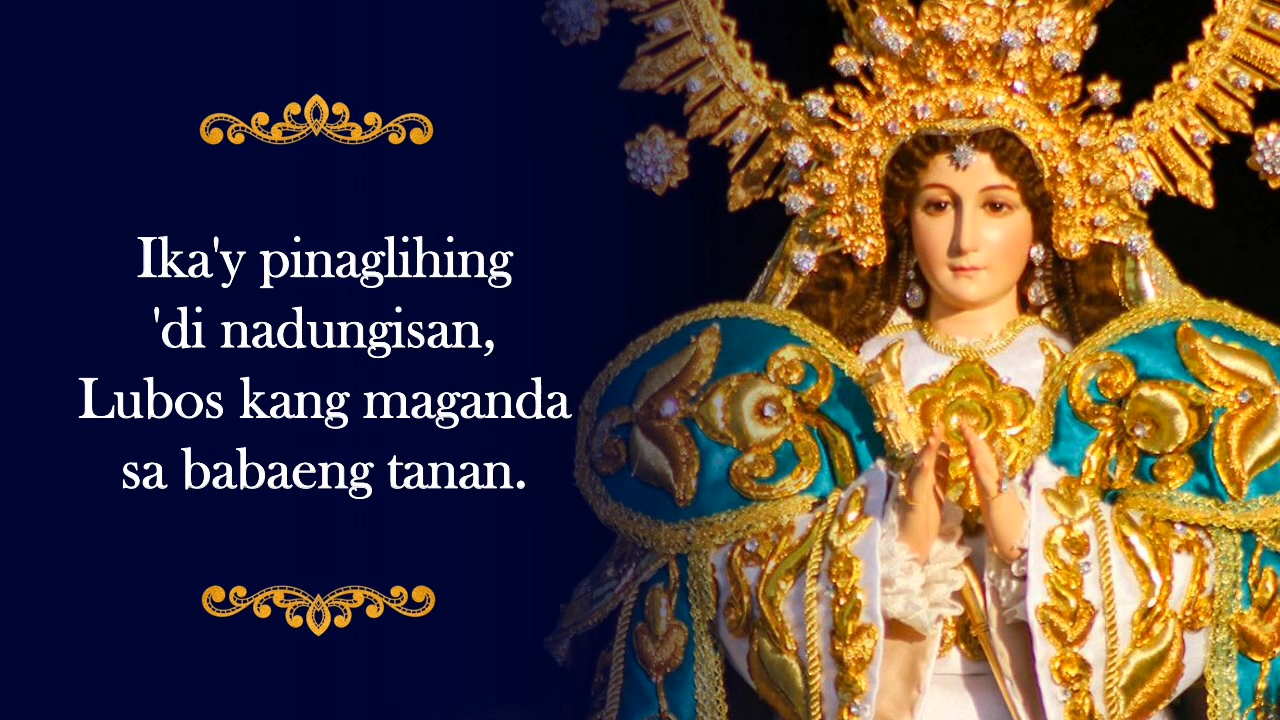 Ika'y pinaglihing
'di nadungisan,
Lubos kang maganda
sa babaeng tanan.